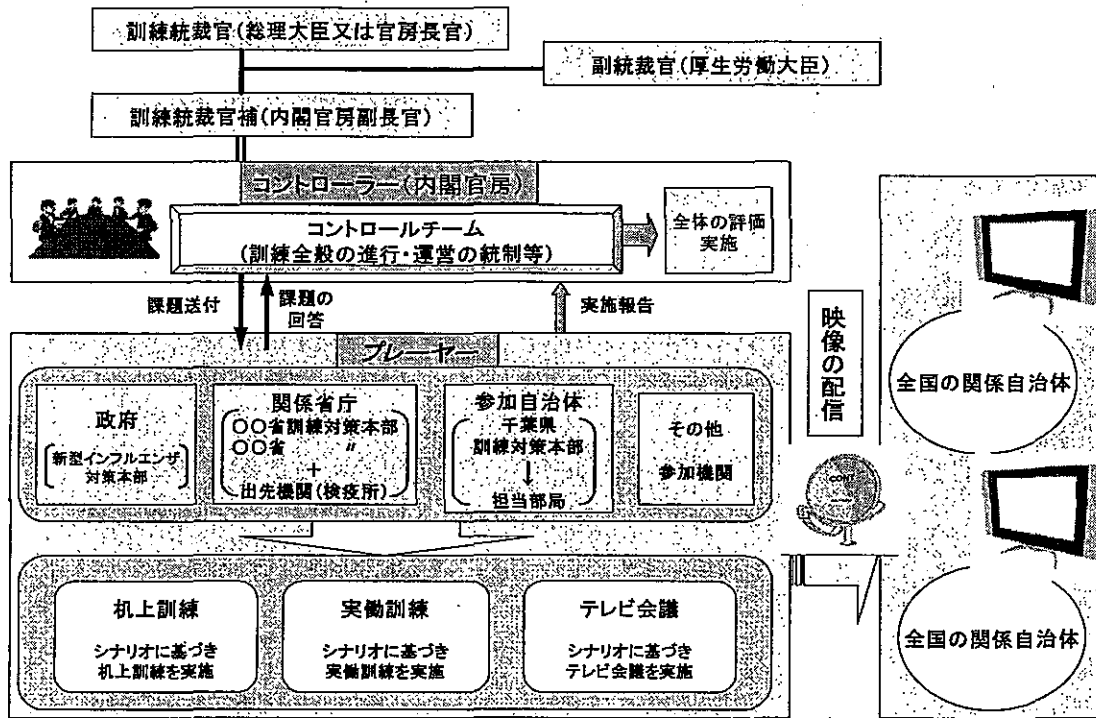 訓練統裁官(総理大臣又は官房長官)
副統裁官(厚生労働大臣)
訓練統裁官補(内閣官房副長官)
コントローラー(内閣官房)
コントロールチーム
(訓練全般の進行・運営の統制等)
全体の評価
実施
課題送付
課題の
回答
実施報告
プレーヤー
政府
新型インフルエンザ
対策本部
関係省庁
〇〇省訓練対策本部
〇〇省 〃
+
出先機関(検疫所)
参加自治体
千葉県
訓練対策本部
↓
担当部局
その他
参加機関
机上訓練
シナリオに基づき
机上訓練を実施
実働訓練
シナリオに基づき
実働訓練を実施
テレビ会議
シナリオに基づき
テレビ会議を実施
映像の配信
CONT
全国の関係自治体
全国の関係自治体